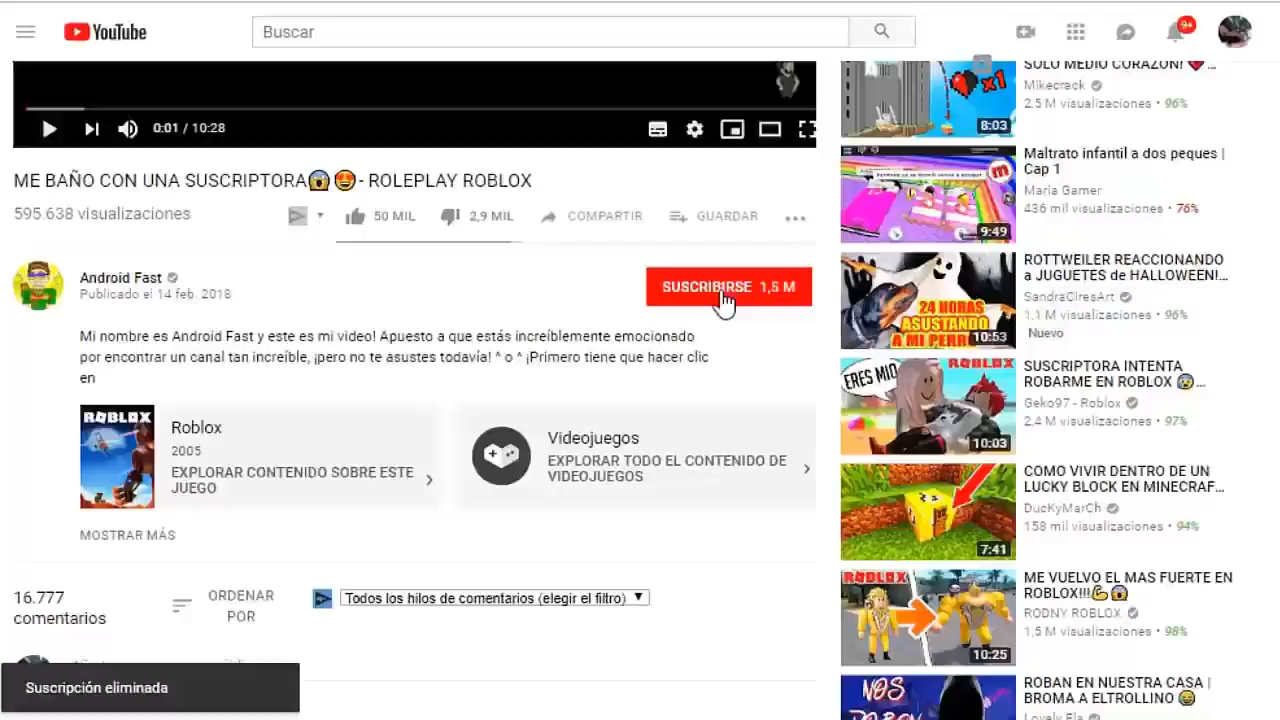 YouTube
Buscar
9+
0:01 / 10:28
ME BAÑO CON UNA SUSCRIPTORA😱 🤩- ROLEPLAY ROBLOX
595.638 visualizaciones
50 MIL
2,9 MIL
COMPARTIR
GUARDAR
Android Fast
Publicado el 14 feb. 2018
SUSCRIBIRSE 1,5 M
Mi nombre es Android Fast y este es mi video! Apuesto a que estás increíblemente emocionado
por encontrar un canal tan increíble, ¡pero no te asustes todavía! ^ o ^ ¡Primero tiene que hacer clic
en
ROBLOX
Roblox
2005
EXPLORAR CONTENIDO SOBRE ESTE
JUEGO
Videojuegos
EXPLORAR TODO EL CONTENIDO DE
VIDEOJUEGOS
MOSTRAR MÁS
16.777
comentarios
ORDENAR
POR
Todos los hilos de comentarios (elegir el filtro)
Suscripción eliminada
x1
8:03
SOLO MEDIO CORAZÓN! ❤️ ...
Mikecrack
2,5 M visualizaciones • 96%
9:49
Maltrato infantil a dos peques |
Cap 1
Maria Gamer
436 mil visualizaciones • 76%
24 HORAS
ASUSTANDO
A MI PERRO
10:53
ROTTWEILER REACCIONANDO
a JUGUETES de HALLOWEEN!...
SandraCiresArt
1,1 M visualizaciones • 96%
Nuevo
ERES MIO
ROBLOX
10:03
SUSCRIPTORA INTENTA
ROBARME EN ROBLOX 😰...
Geko97 - Roblox
2,4 M visualizaciones • 97%
7:41
COMO VIVIR DENTRO DE UN
LUCKY BLOCK EN MINECRAF...
DucKyMarCh
158 mil visualizaciones • 94%
ROBLOX
10:25
ME VUELVO EL MAS FUERTE EN
ROBLOX!!!💪😱
RODNY ROBLOX
1,5 M visualizaciones • 98%
NOS
ROBAN EN NUESTRA CASA |
BROMA A ELTROLLINO 😂
Lovely Ela